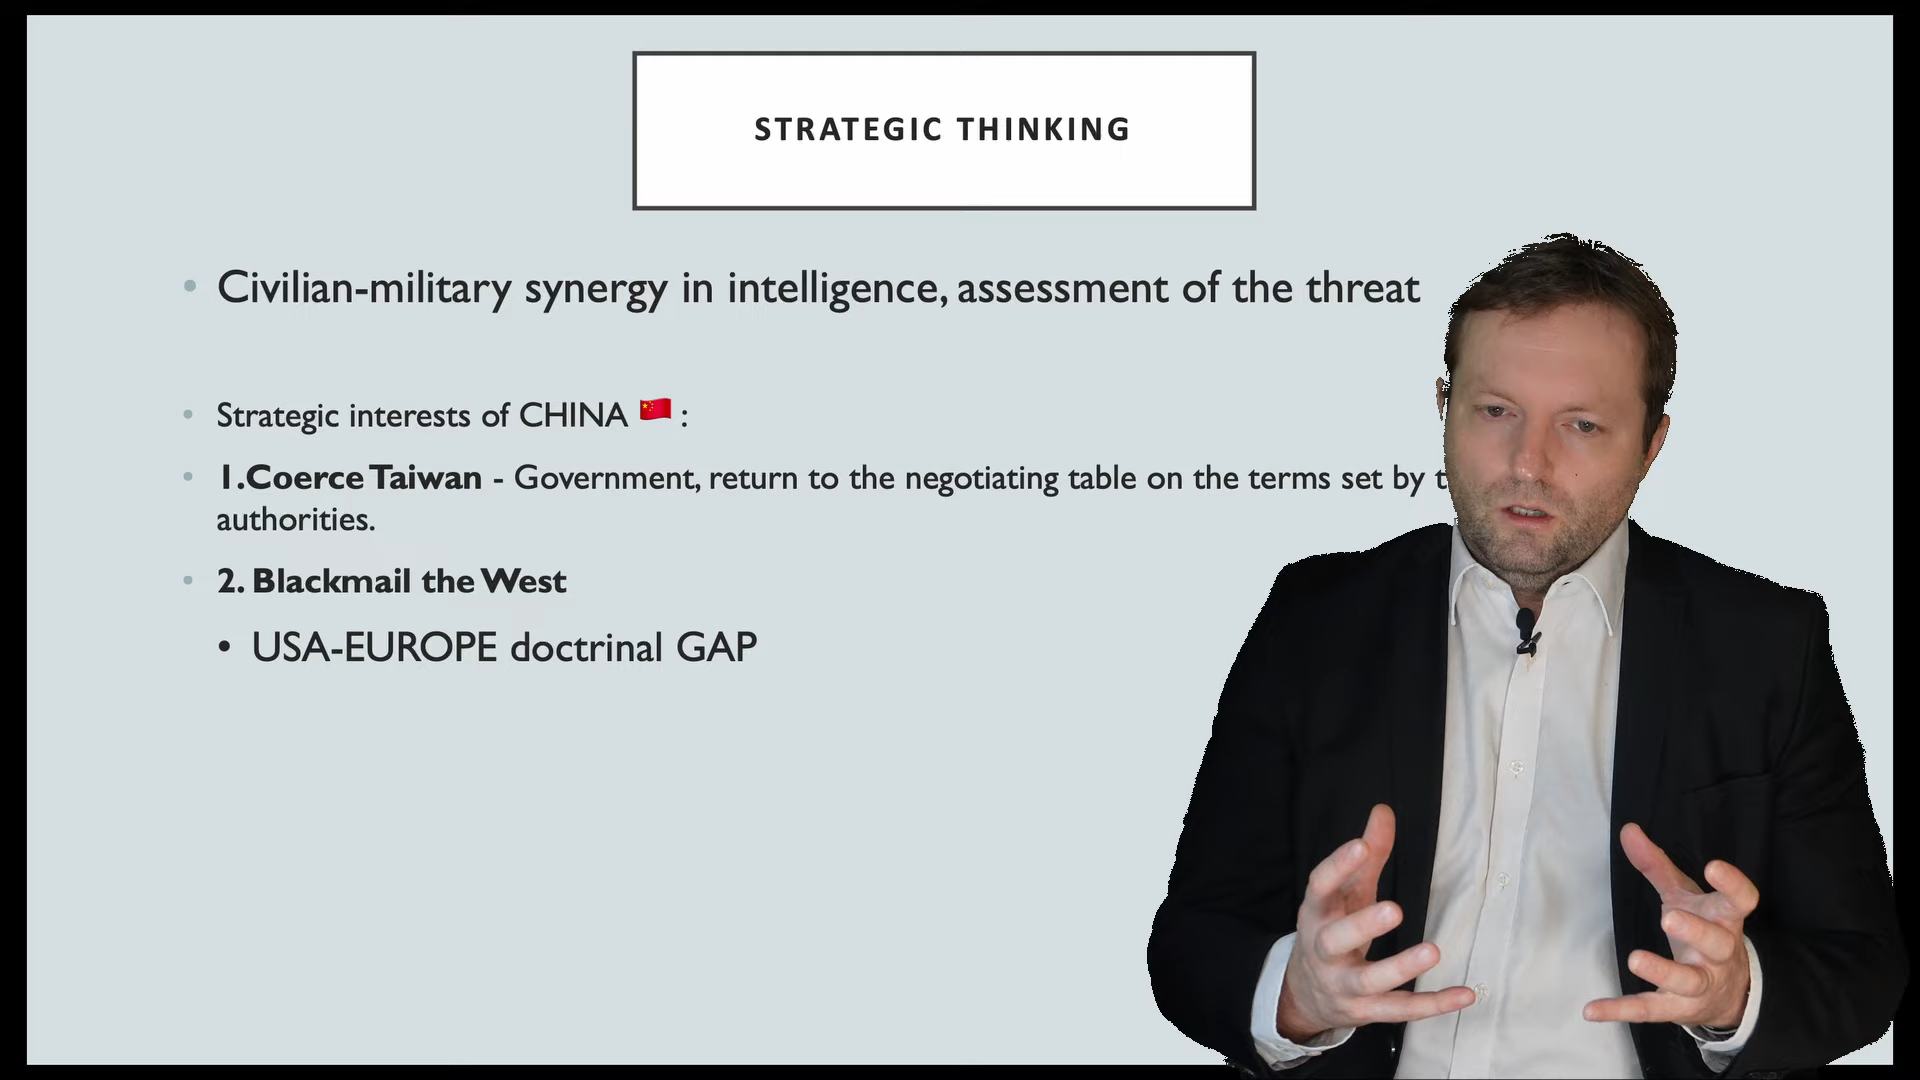 STRATEGIC THINKING
• Civilian-military synergy in intelligence, assessment of the threat
• Strategic interests of CHINA 🇨🇳 :
• 1.Coerce Taiwan - Government, return to the negotiating table on the terms set by
authorities.
• 2. Blackmail the West
• USA-EUROPE doctrinal GAP